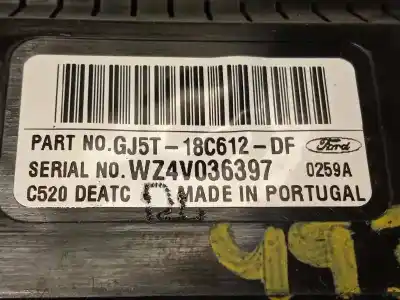 PART NO.GJ5T-18C612-DF Ford
SERIAL NO.WZ4V036397 0259A
C520 DEATC MADE IN PORTUGAL